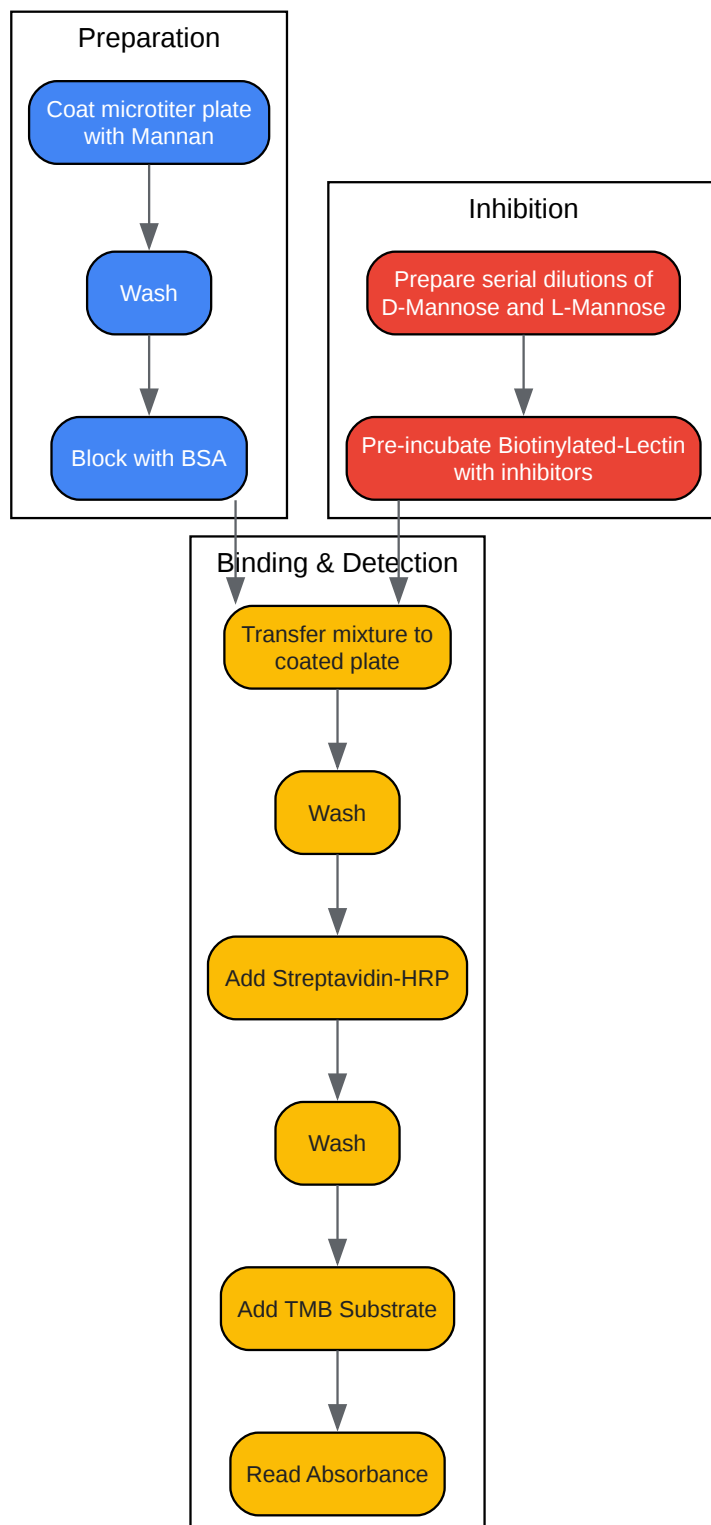 Preparation
Coat microtiter plate
with Mannan
Wash
Block with BSA
Inhibition
Prepare serial dilutions of
D-Mannose and L-Mannose
Pre-incubate Biotinylated-Lectin
with inhibitors
Binding & Detection
Transfer mixture to
coated plate
Wash
Add Streptavidin-HRP
Wash
Add TMB Substrate
Read Absorbance